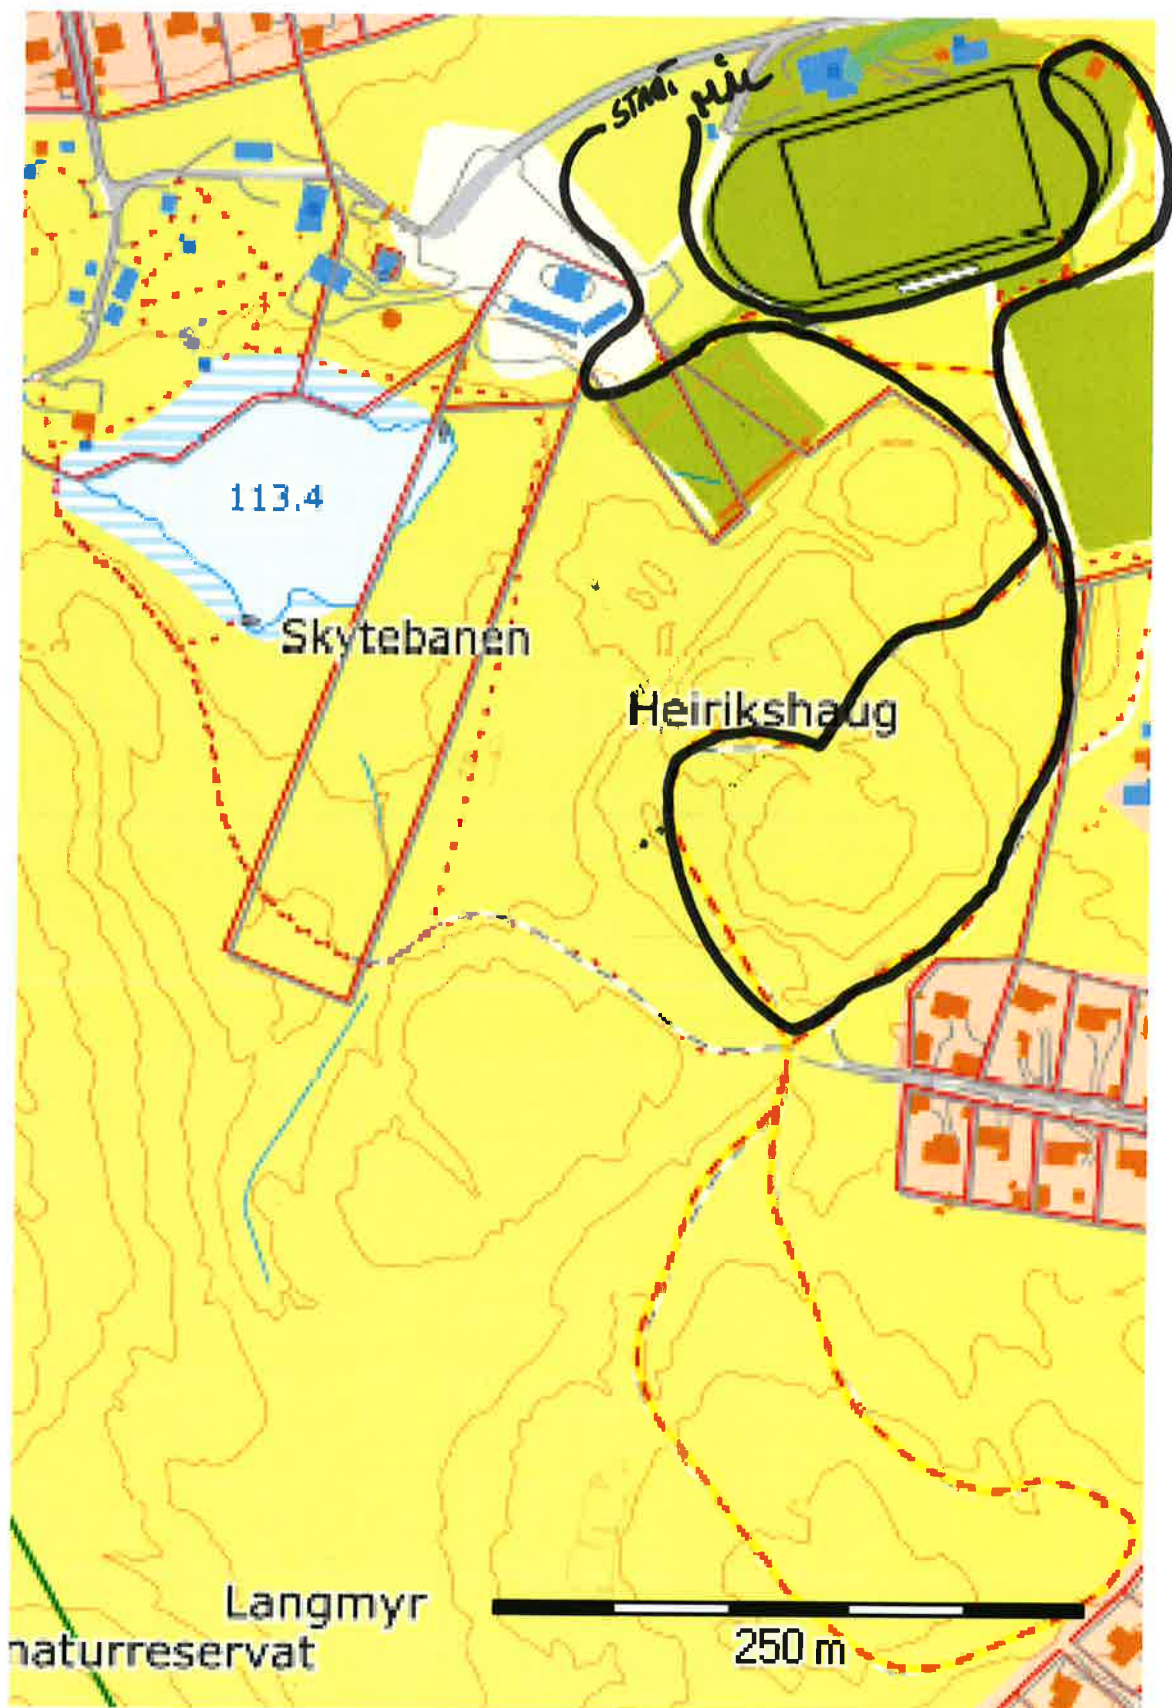 START
MÅL
113.4
Skytebanen
Heirikshaug
Langmyr
naturreservat
250 m